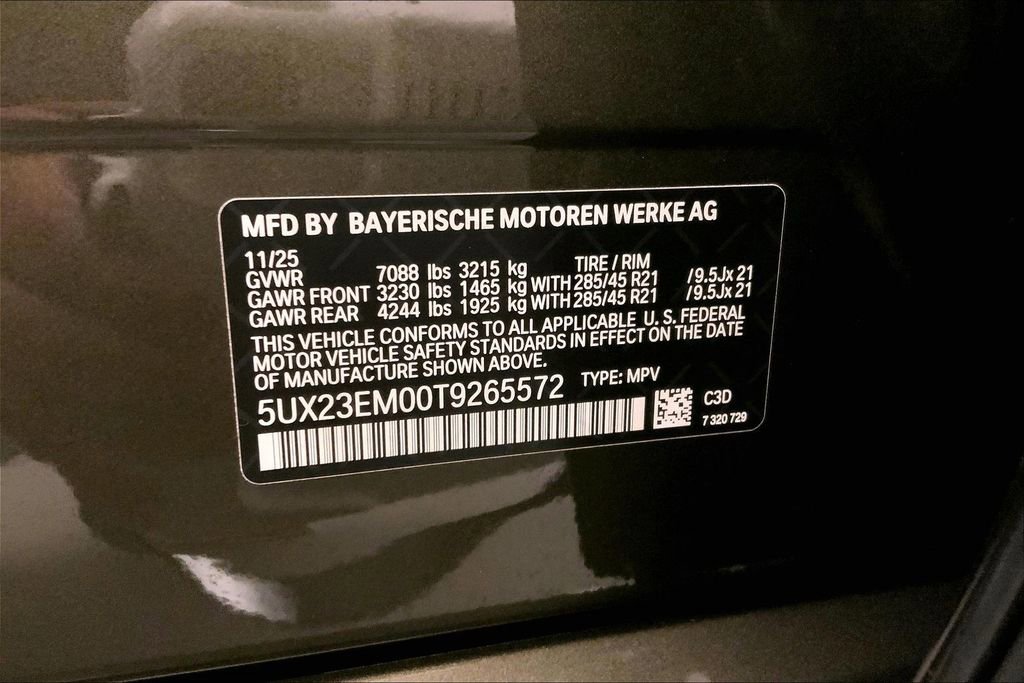 MFD BY BAYERISCHE MOTOREN WERKE AG
11/25
GVWR 7088 lbs 3215 kg TIRE / RIM
GAWR FRONT 3230 lbs 1465 kg WITH 285/45 R21 /9.5Jx 21
GAWR REAR 4244 lbs 1925 kg WITH 285/45 R21 /9.5Jx 21
THIS VEHICLE CONFORMS TO ALL APPLICABLE U. S. FEDERAL
MOTOR VEHICLE SAFETY STANDARDS IN EFFECT ON THE DATE
OF MANUFACTURE SHOWN ABOVE.
5UX23EM00T9265572 TYPE: MPV
C3D
7 320 729